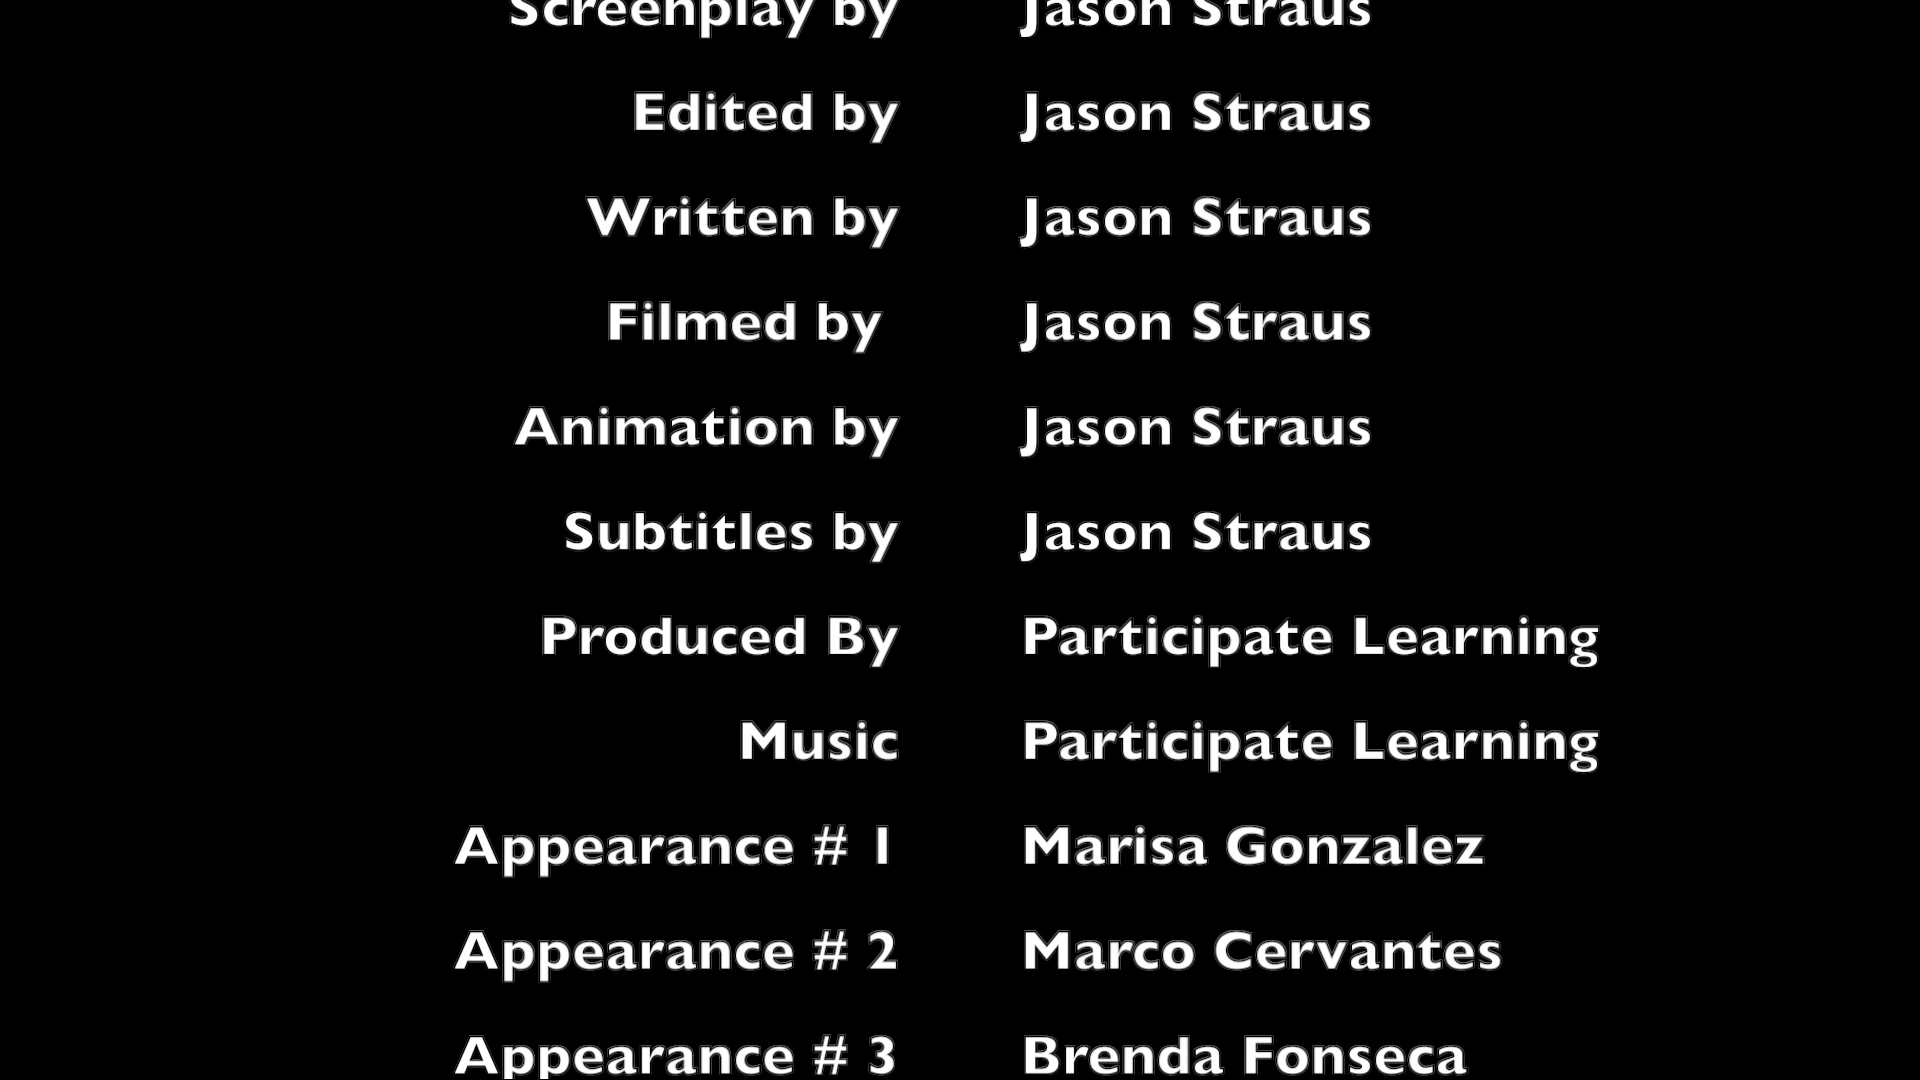 Screenplay by Jason Straus
Edited by Jason Straus
Written by Jason Straus
Filmed by Jason Straus
Animation by Jason Straus
Subtitles by Jason Straus
Produced By Participate Learning
Music Participate Learning
Appearance # 1 Marisa Gonzalez
Appearance # 2 Marco Cervantes
Appearance # 3 Brenda Fonseca